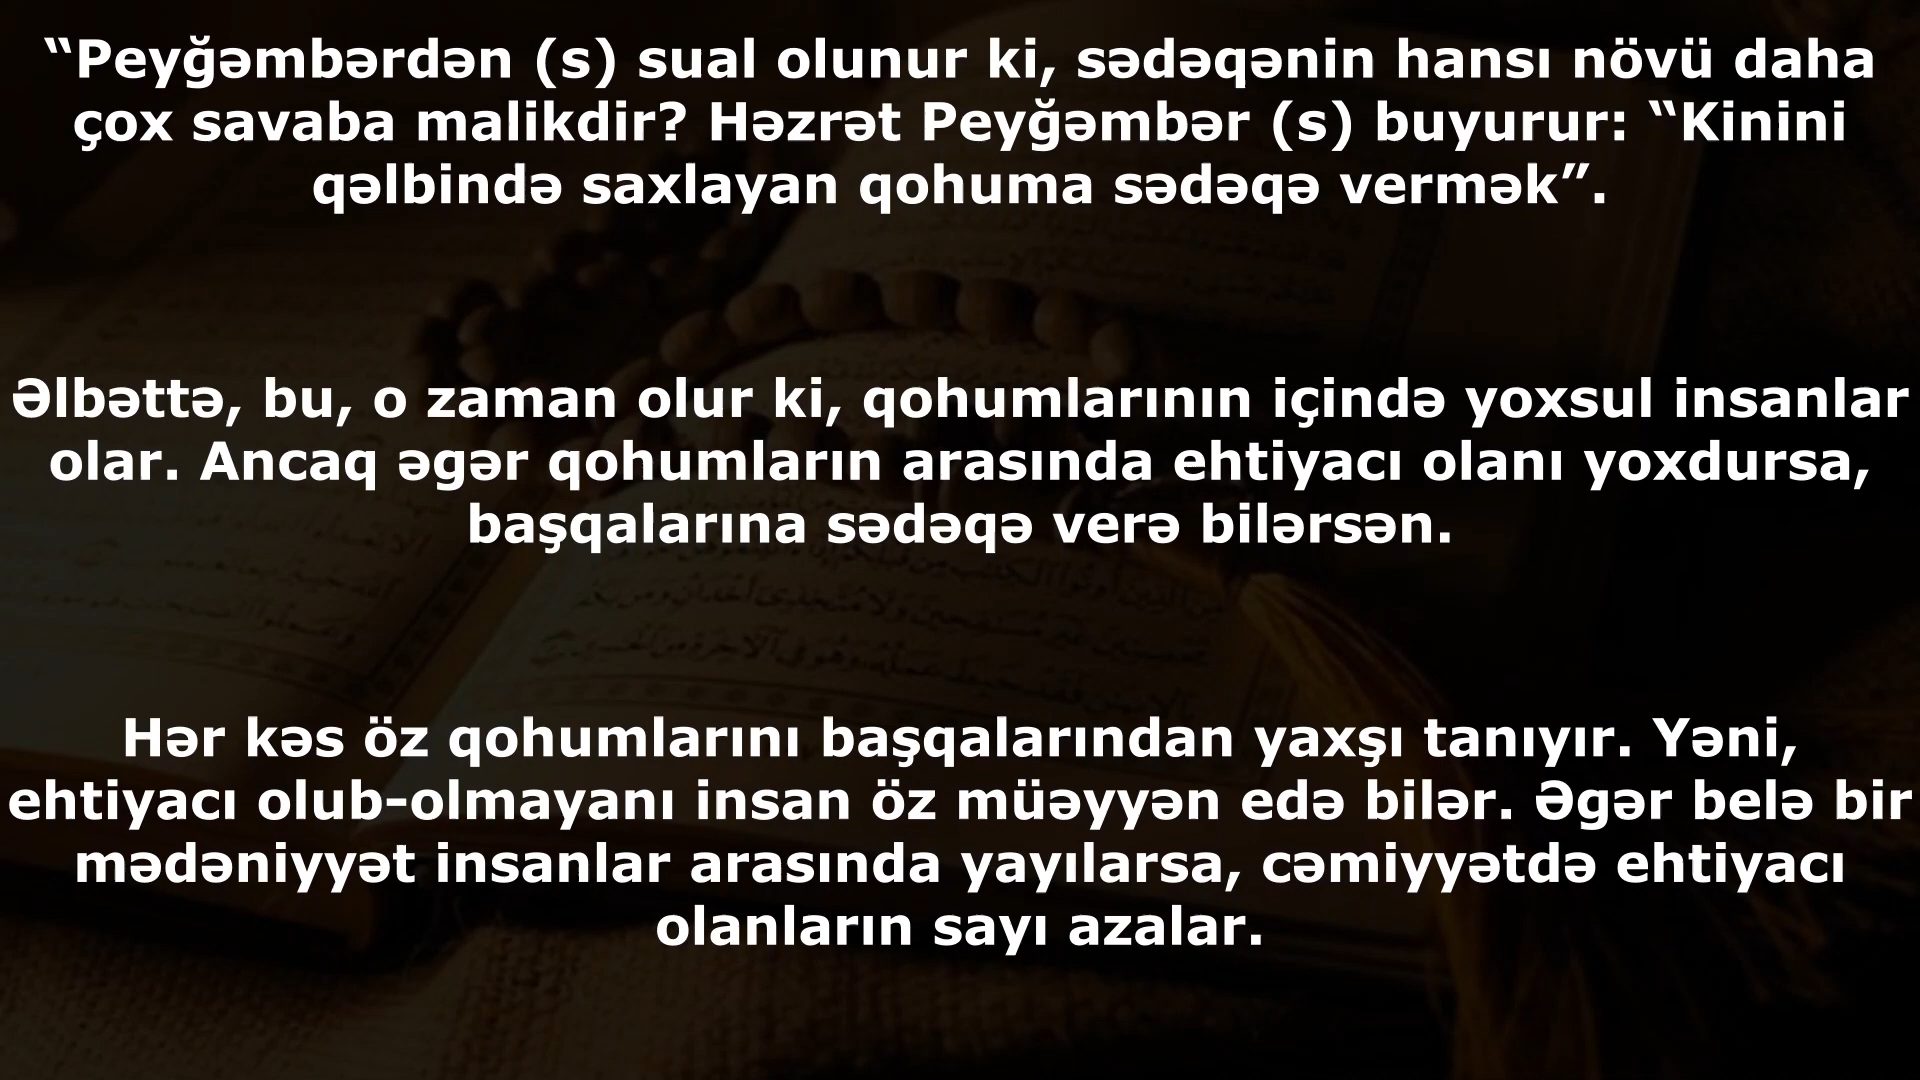 “Peyğəmbərdən (s) sual olunur ki, sədəqənin hansı növü daha
çox savaba malikdir? Həzrət Peyğəmbər (s) buyurur: “Kinini
qəlbində saxlayan qohuma sədəqə vermək”.
Əlbəttə, bu, o zaman olur ki, qohumlarının içində yoxsul insanlar
olar. Ancaq əgər qohumların arasında ehtiyacı olanı yoxdursa,
başqalarına sədəqə verə bilərsən.
Hər kəs öz qohumlarını başqalarından yaxşı tanıyır. Yəni,
ehtiyacı olub-olmayanı insan öz müəyyən edə bilər. Əgər belə bir
mədəniyyət insanlar arasında yayılarsa, cəmiyyətdə ehtiyacı
olanların sayı azalar.